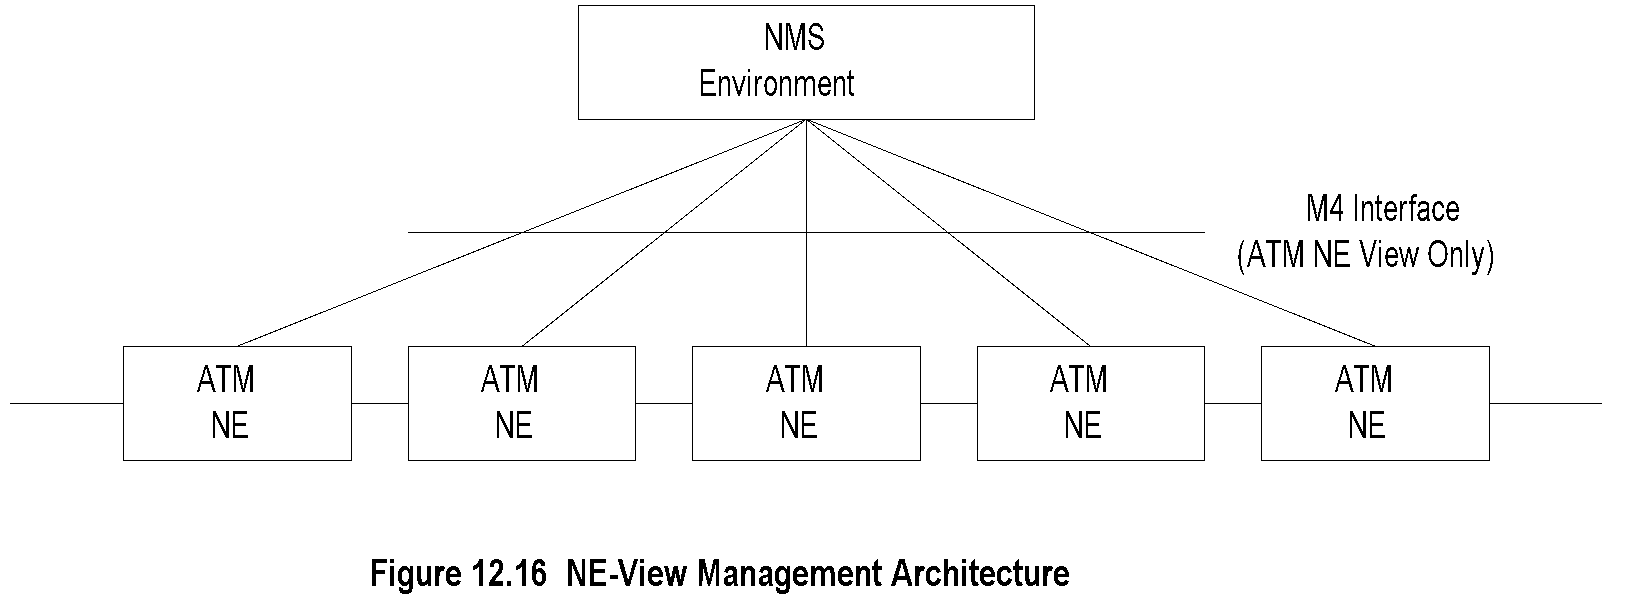 NMS
Environment
M4 Interface
(ATM NE View Only)
ATM
NE
ATM
NE
ATM
NE
ATM
NE
ATM
NE
Figure 12.16 NE-View Management Architecture